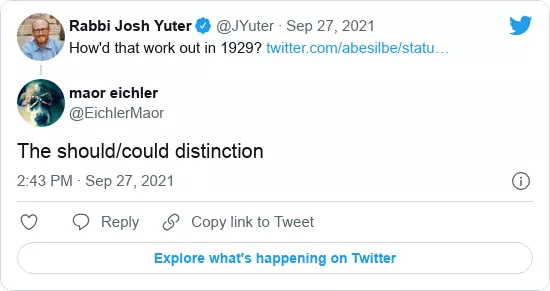 Rabbi Josh Yuter @JYuter · Sep 27, 2021
How'd that work out in 1929? twitter.com/abesilbe/statu…
maor eichler
@EichlerMaor
The should/could distinction
2:43 PM · Sep 27, 2021
Reply Copy link to Tweet
Explore what's happening on Twitter